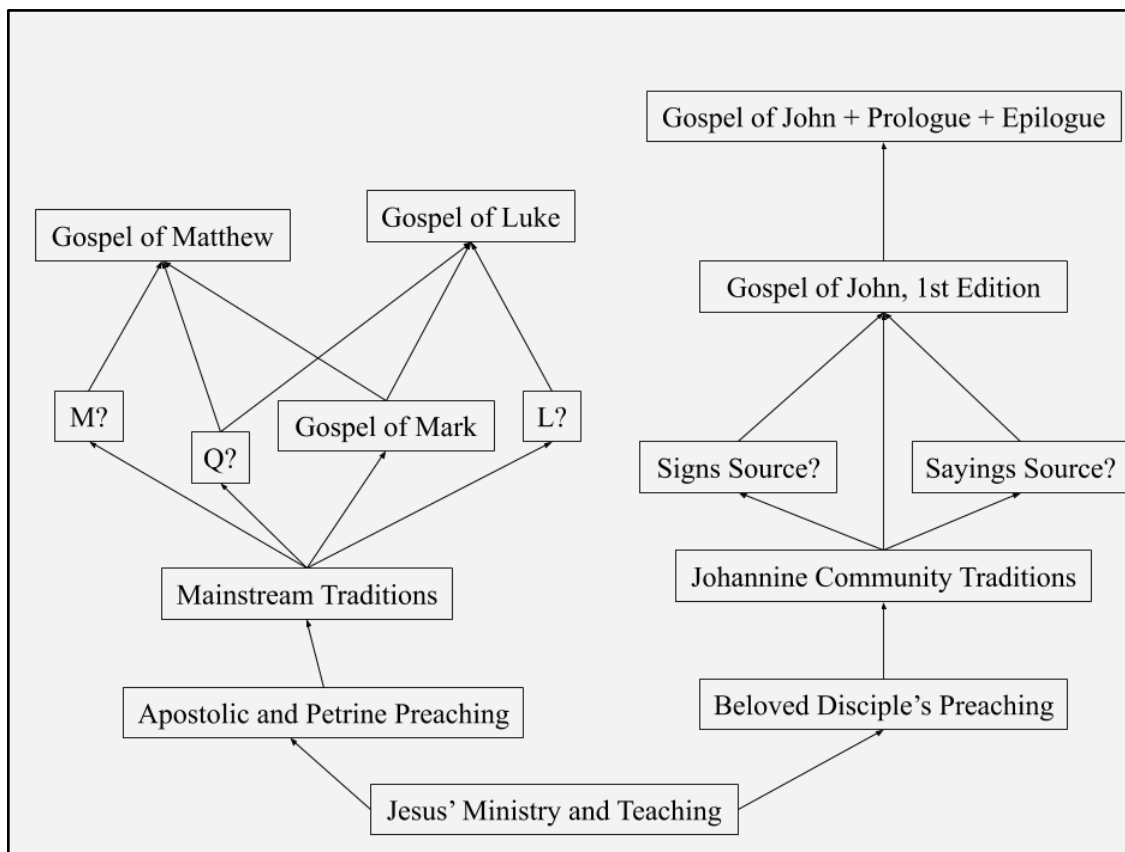 Gospel of John + Prologue + Epilogue
Gospel of Luke
Gospel of Matthew
Gospel of John, 1st Edition
M?
Q?
Gospel of Mark
L?
Signs Source?
Sayings Source?
Mainstream Traditions
Johannine Community Traditions
Apostolic and Petrine Preaching
Beloved Disciple’s Preaching
Jesus’ Ministry and Teaching